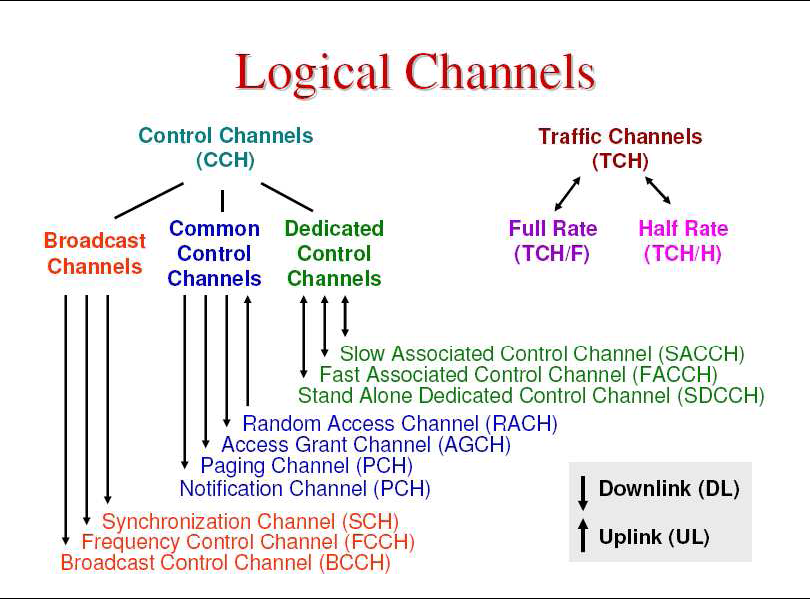 Logical Channels
Control Channels
(CCH)
Traffic Channels
(TCH)
Broadcast
Channels
Common
Control
Channels
Dedicated
Control
Channels
Full Rate
(TCH/F)
Half Rate
(TCH/H)
Slow Associated Control Channel (SACCH)
Fast Associated Control Channel (FACCH)
Stand Alone Dedicated Control Channel (SDCCH)
Random Access Channel (RACH)
Access Grant Channel (AGCH)
Paging Channel (PCH)
Notification Channel (PCH)
Synchronization Channel (SCH)
Frequency Control Channel (FCCH)
Broadcast Control Channel (BCCH)
Downlink (DL)
Uplink (UL)